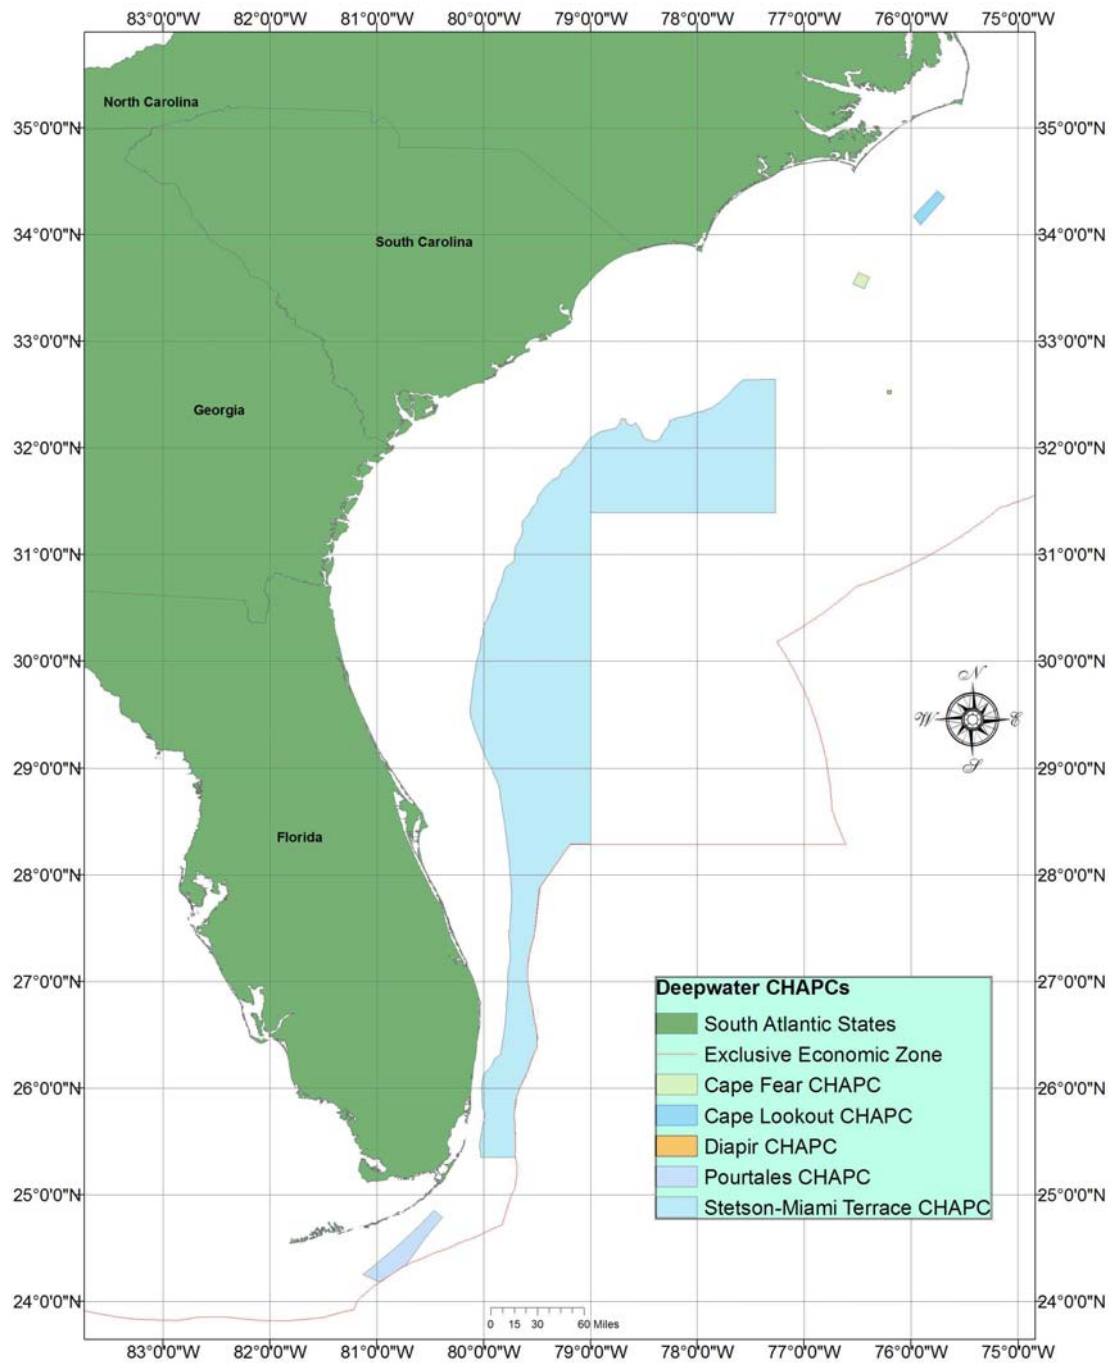 83°0'0"W 82°0'0"W 81°0'0"W 80°0'0"W 79°0'0"W 78°0'0"W 77°0'0"W 76°0'0"W 75°0'0"W
North Carolina
35°0'0"N 35°0'0"N
South Carolina
34°0'0"N 34°0'0"N
33°0'0"N 33°0'0"N
Georgia
32°0'0"N 32°0'0"N
31°0'0"N 31°0'0"N
30°0'0"N 30°0'0"N
N
W E
S
29°0'0"N 29°0'0"N
Florida
28°0'0"N 28°0'0"N
27°0'0"N 27°0'0"N
Deepwater CHAPCs
South Atlantic States
Exclusive Economic Zone
26°0'0"N 26°0'0"N
Cape Fear CHAPC
Cape Lookout CHAPC
Diapir CHAPC
Pourtales CHAPC
25°0'0"N 25°0'0"N
Stetson-Miami Terrace CHAPC
24°0'0"N 24°0'0"N
0 15 30 60 Miles
83°0'0"W 82°0'0"W 81°0'0"W 80°0'0"W 79°0'0"W 78°0'0"W 77°0'0"W 76°0'0"W 75°0'0"W